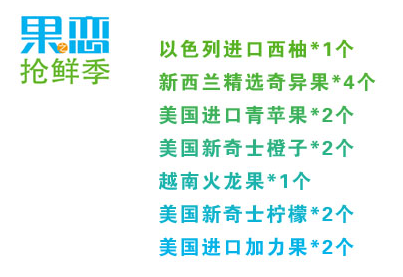 果之恋
抢鲜季
以色列进口西柚*1个
新西兰精选奇异果*4个
美国进口青苹果*2个
美国新奇士橙子*2个
越南火龙果*1个
美国新奇士柠檬*2个
美国进口加力果*2个